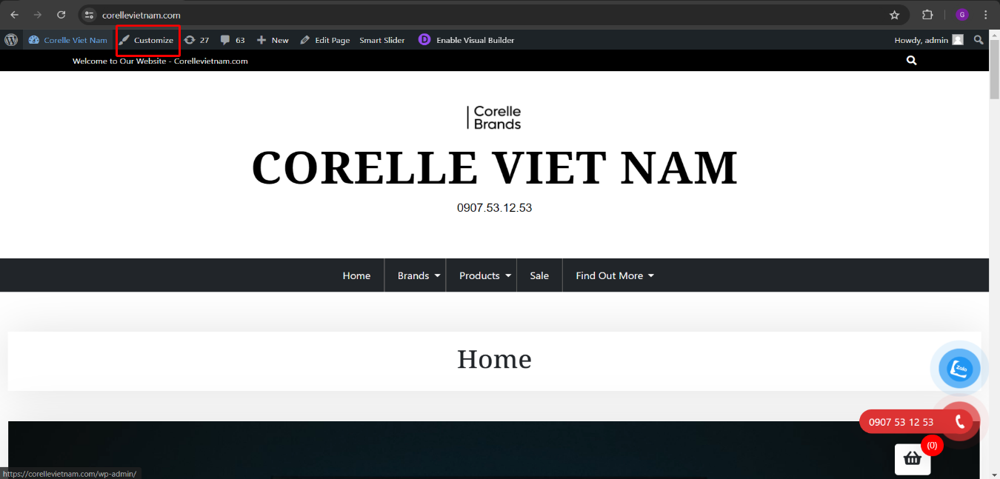 corellevietnam.com
G
Corelle Viet Nam Customize 27 63 New Edit Page Smart Slider D Enable Visual Builder Howdy, admin
Welcome to Our Website - Corellevietnam.com
Corelle
Brands
CORELLE VIET NAM
0907.53.12.53
Home Brands Products Sale Find Out More
Home
Zalo
0907 53 12 53
(0)
https://corellevietnam.com/wp-admin/